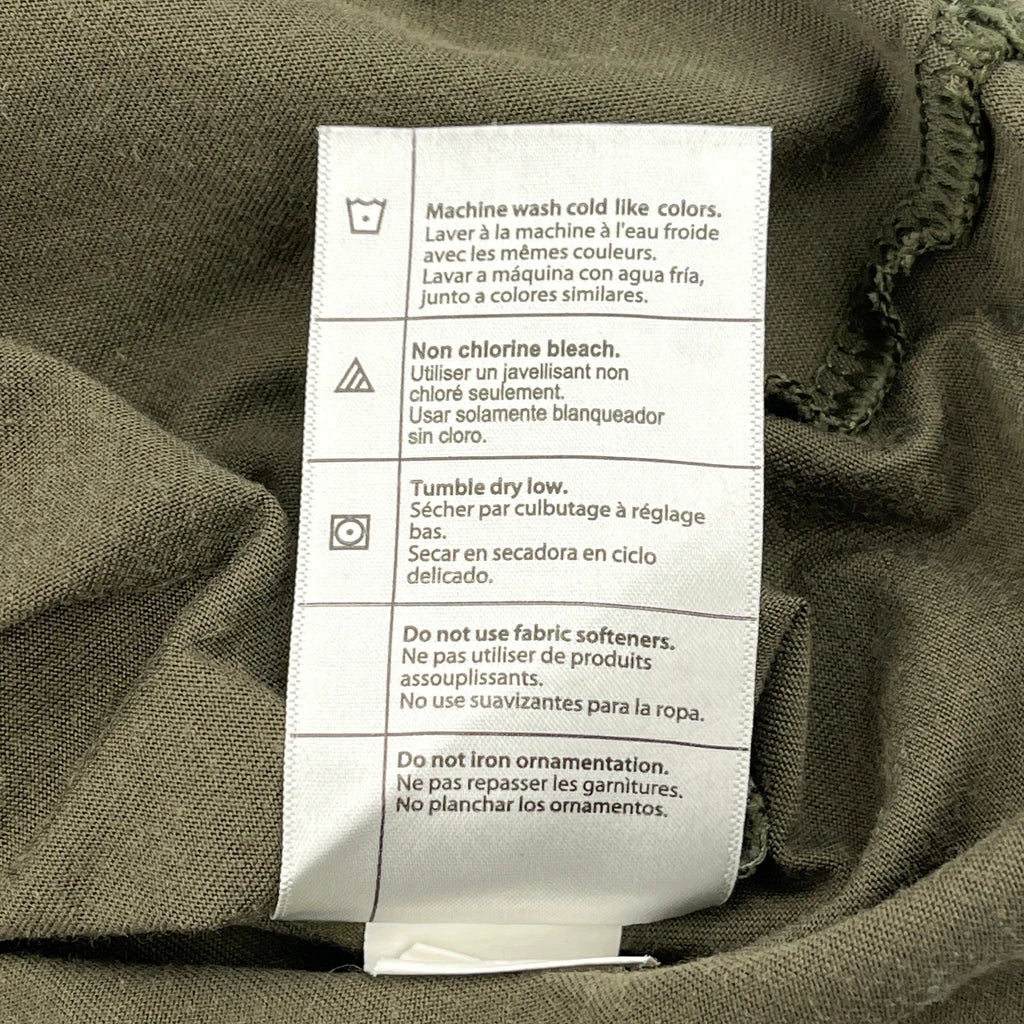 Machine wash cold like colors.
Laver à la machine à l'eau froide
avec les mêmes couleurs.
Lavar a máquina con agua fría,
junto a colores similares.
Non chlorine bleach.
Utiliser un javellisant non
chloré seulement.
Usar solamente blanqueador
sin cloro.
Tumble dry low.
Sécher par culbutage à réglage
bas.
Secar en secadora en ciclo
delicado.
Do not use fabric softeners.
Ne pas utiliser de produits
assouplissants.
No use suavizantes para la ropa.
Do not iron ornamentation.
Ne pas repasser les garnitures.
No planchar los ornamentos.